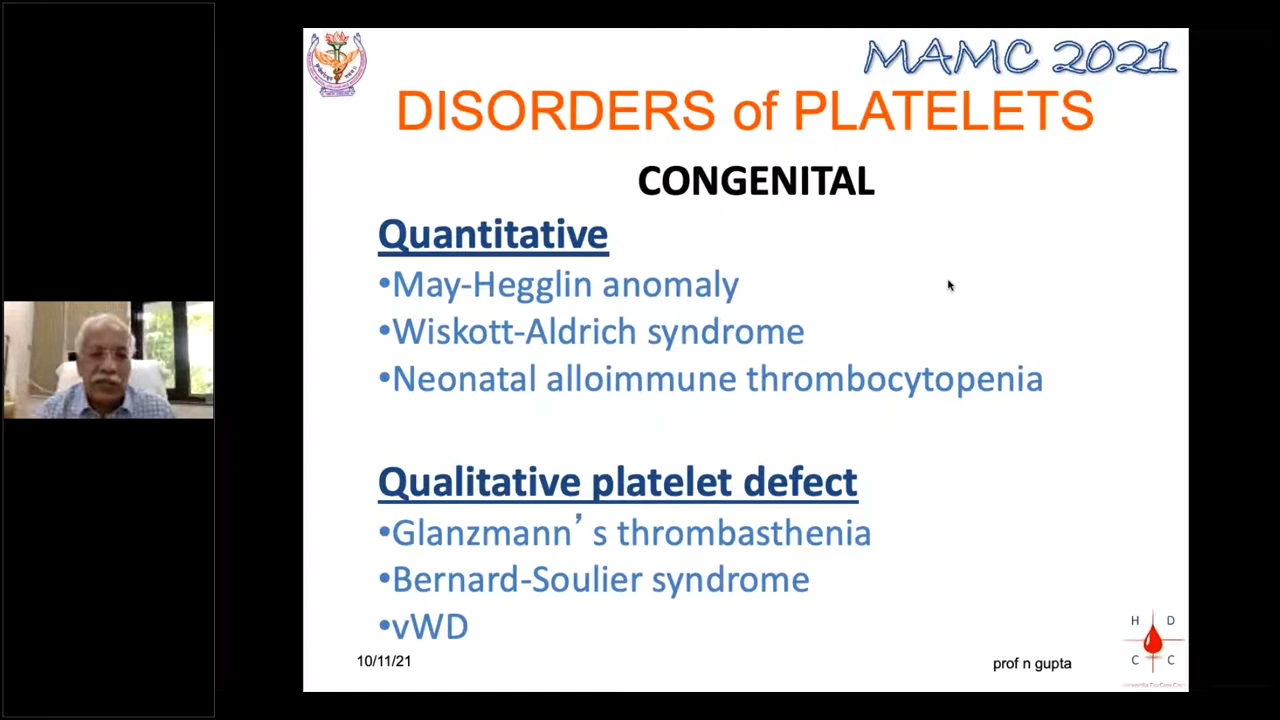 MAMC 2021
DISORDERS of PLATELETS
CONGENITAL
Quantitative
•May-Hegglin anomaly
•Wiskott-Aldrich syndrome
•Neonatal alloimmune thrombocytopenia
Qualitative platelet defect
•Glanzmann’s thrombasthenia
•Bernard-Soulier syndrome
•vWD
10/11/21
prof n gupta
H D
C C